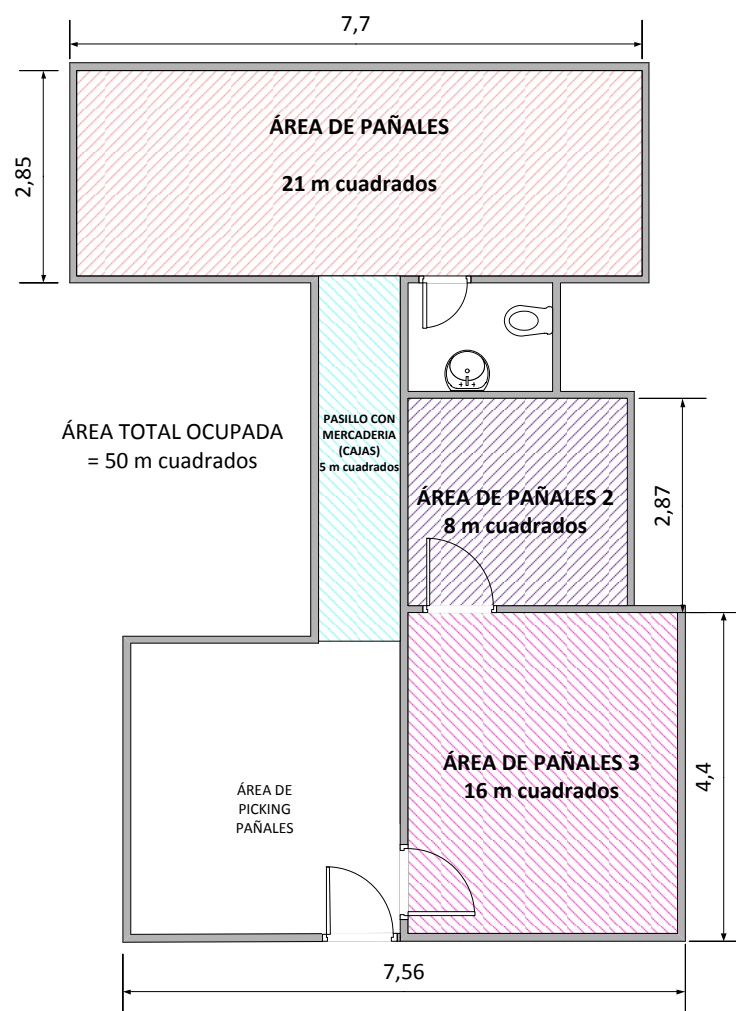 7,7
ÁREA DE PAÑALES
21 m cuadrados
2,85
ÁREA TOTAL OCUPADA
= 50 m cuadrados
PASILLO CON
MERCADERIA
(CAJAS)
5 m cuadrados
ÁREA DE PAÑALES 2
8 m cuadrados
2,87
ÁREA DE PAÑALES 3
16 m cuadrados
4,4
ÁREA DE
PICKING
PAÑALES
7,56